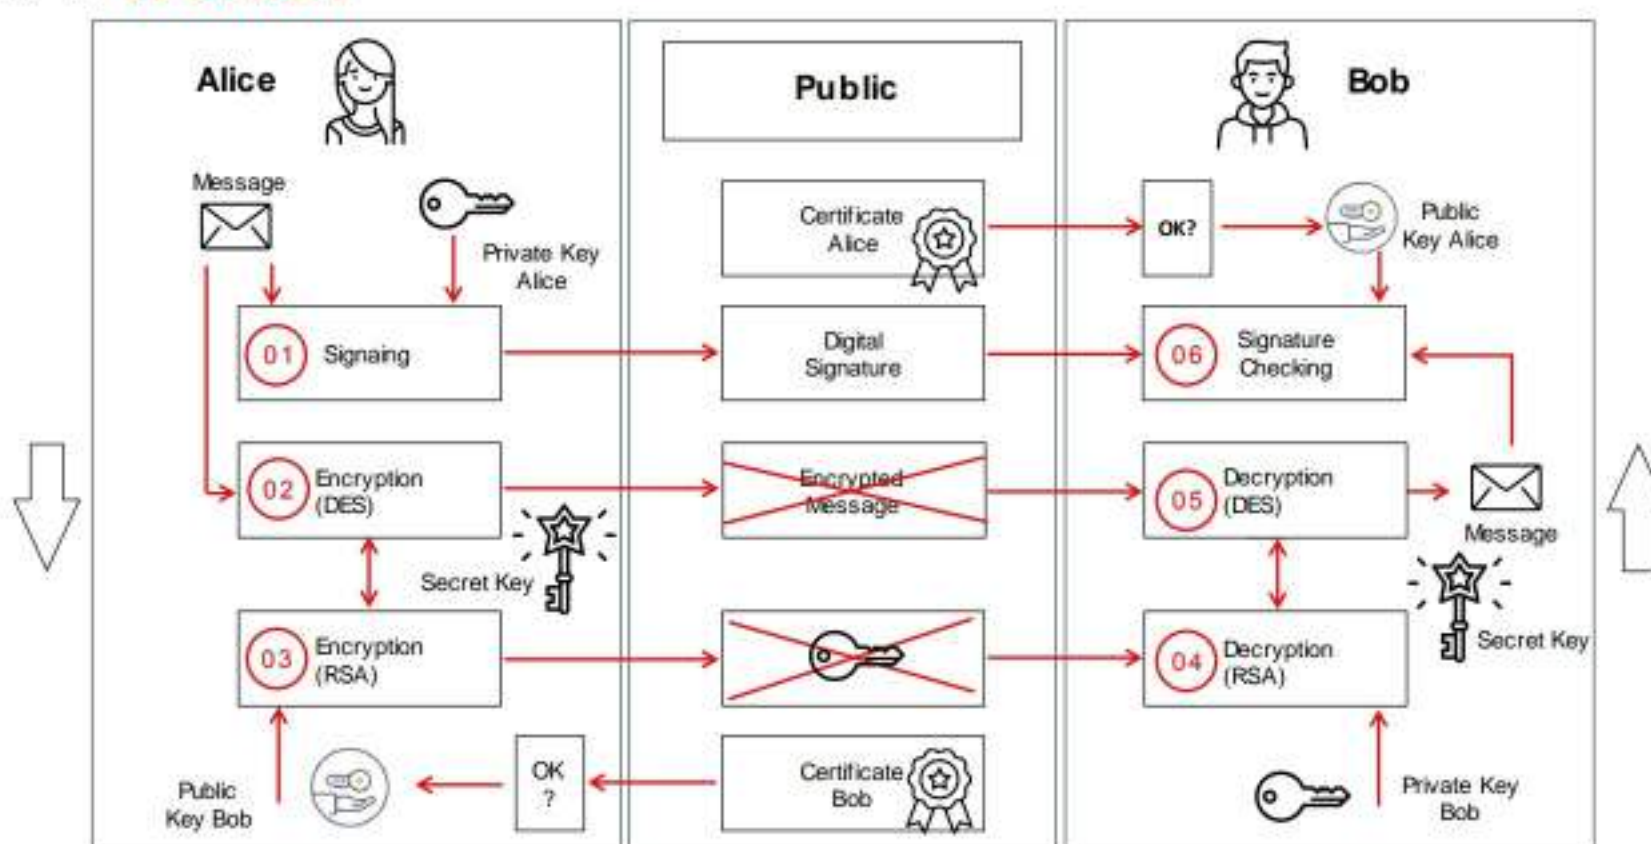 Alice
Public
Bob
Message
Private Key
Alice
Certificate
Alice
OK?
Public
Key Alice
01
Signaing
Digital
Signature
06
Signature
Checking
02
Encryption
(DES)
Encrypted
Message
05
Decryption
(DES)
Message
Secret Key
03
Encryption
(RSA)
04
Decryption
(RSA)
Secret Key
Public
Key Bob
OK
?
Certificate
Bob
Private Key
Bob